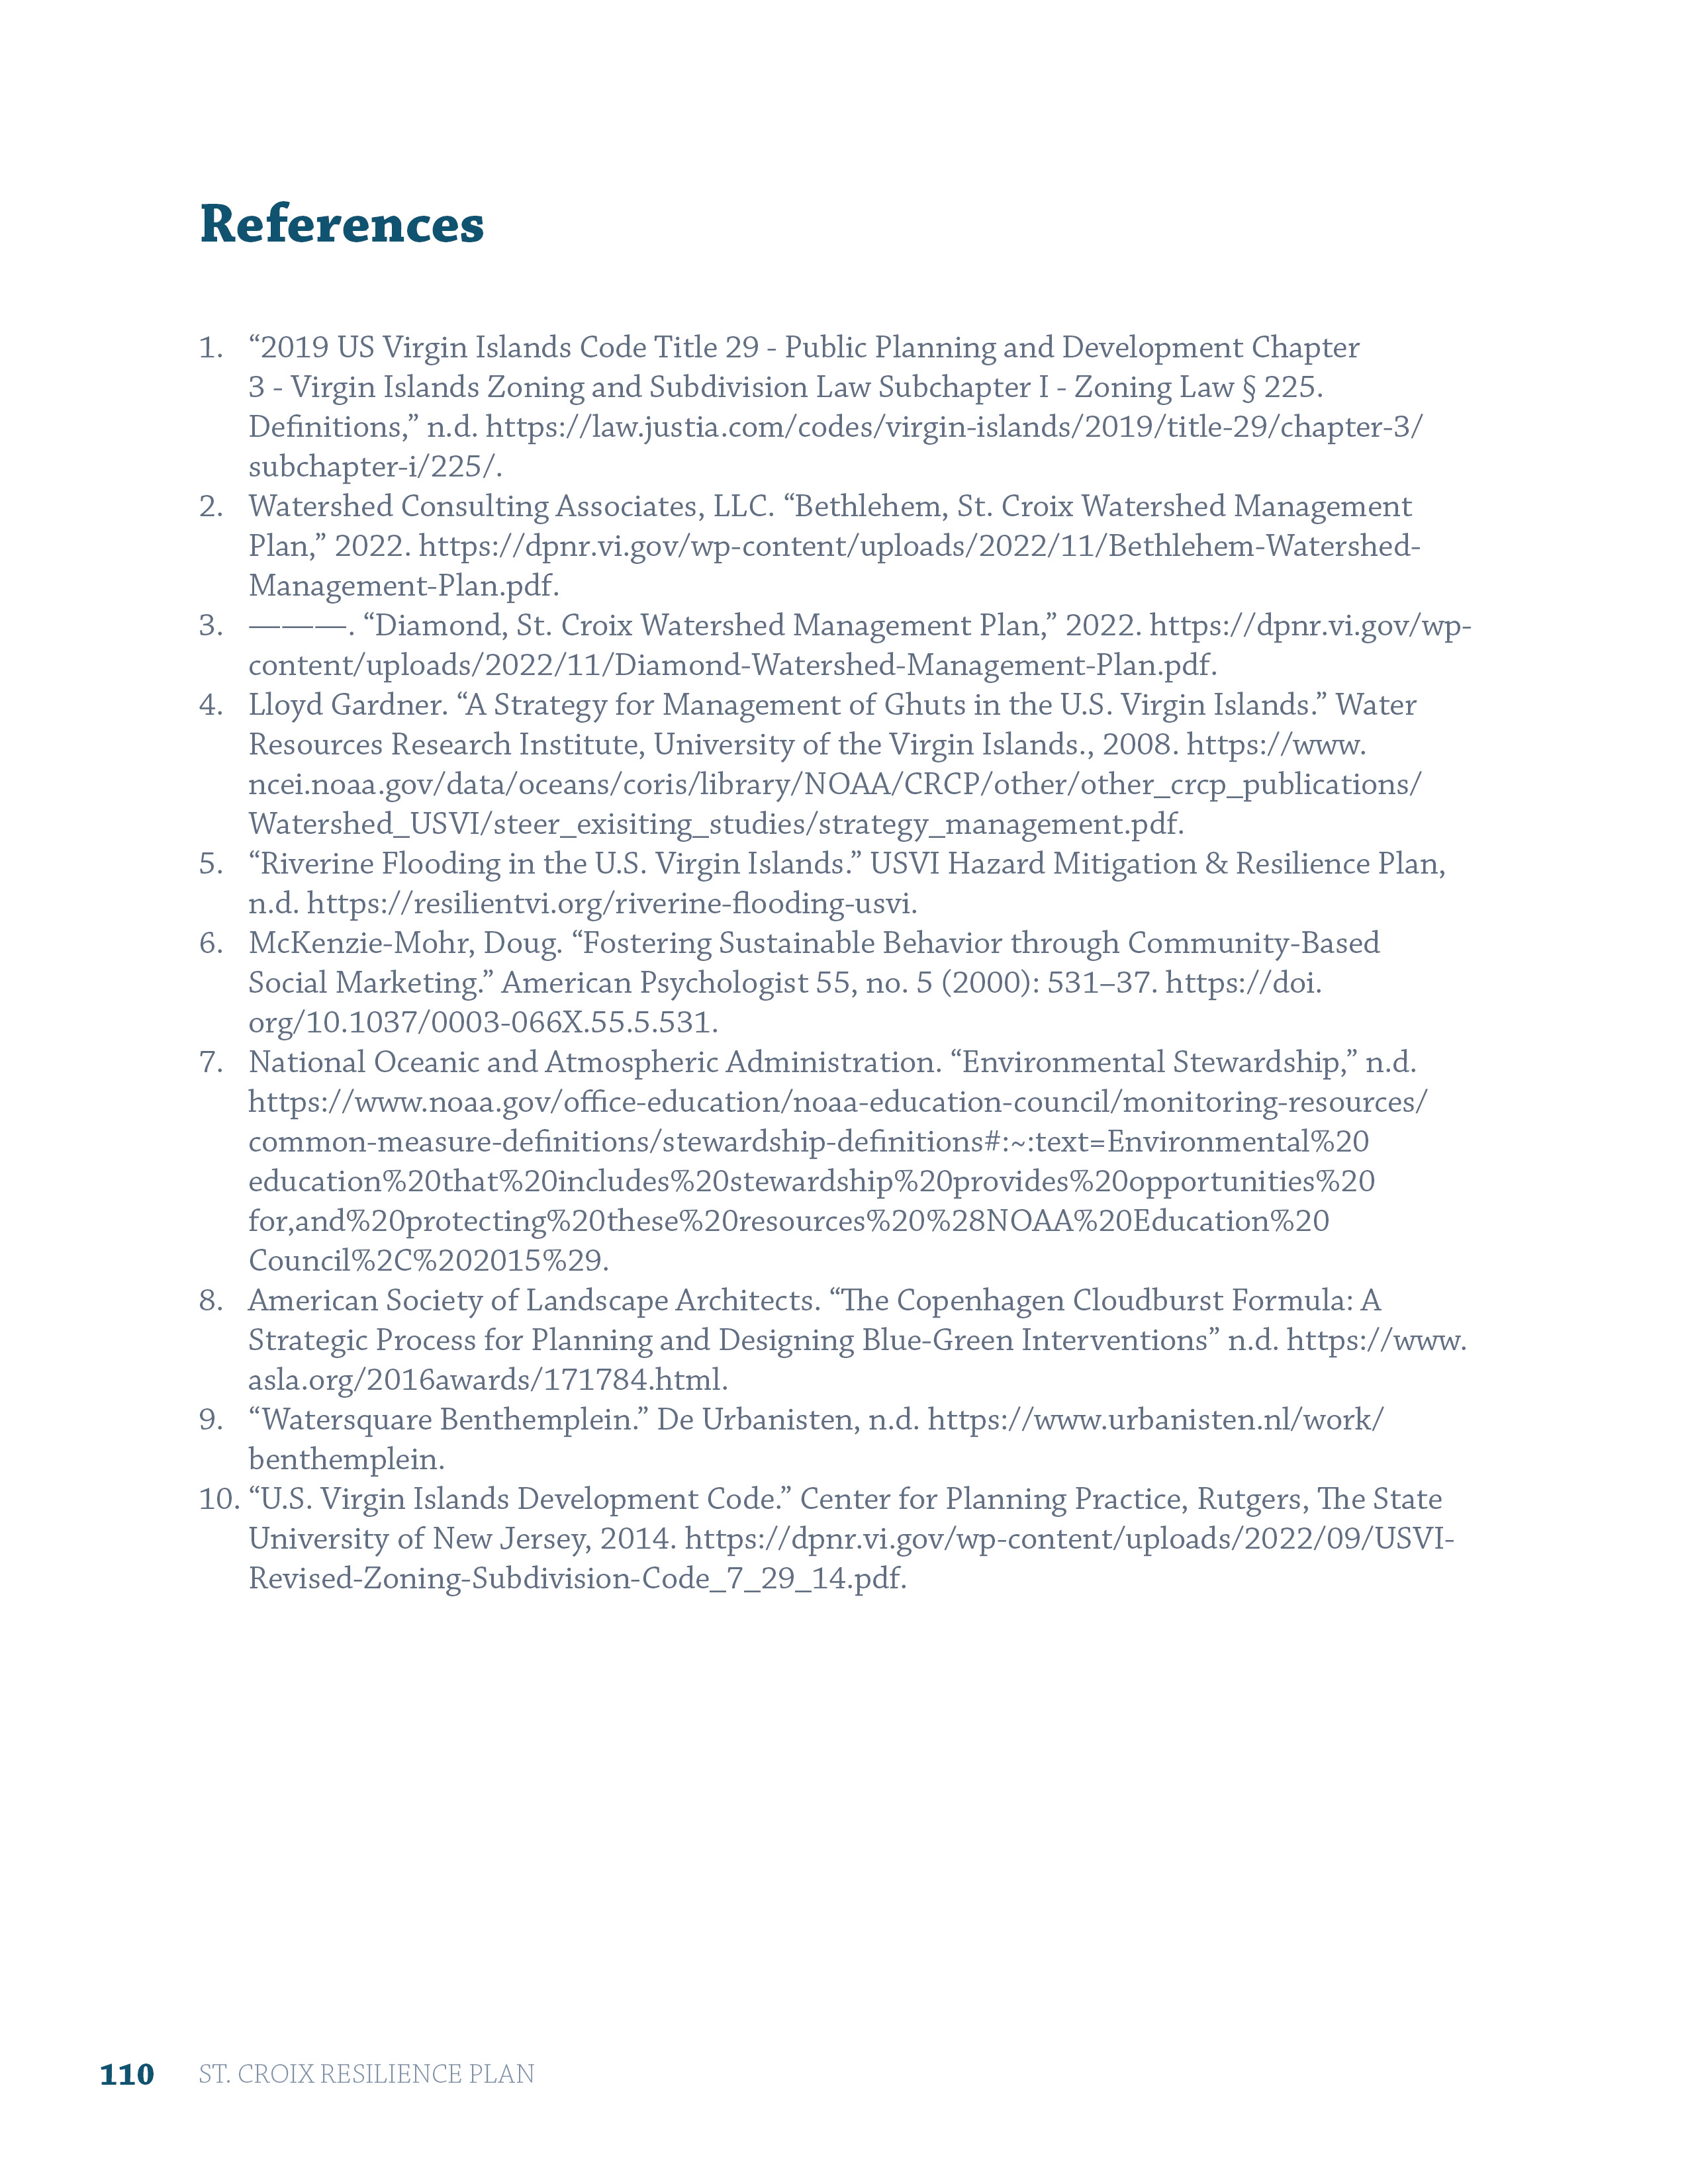 References
1. “2019 US Virgin Islands Code Title 29 - Public Planning and Development Chapter
3 - Virgin Islands Zoning and Subdivision Law Subchapter I - Zoning Law § 225.
Definitions,” n.d. https://law.justia.com/codes/virgin-islands/2019/title-29/chapter-3/
subchapter-i/225/.
2. Watershed Consulting Associates, LLC. “Bethlehem, St. Croix Watershed Management
Plan,” 2022. https://dpnr.vi.gov/wp-content/uploads/2022/11/Bethlehem-Watershed-
Management-Plan.pdf.
3. ———. “Diamond, St. Croix Watershed Management Plan,” 2022. https://dpnr.vi.gov/wp-
content/uploads/2022/11/Diamond-Watershed-Management-Plan.pdf.
4. Lloyd Gardner. “A Strategy for Management of Ghuts in the U.S. Virgin Islands.” Water
Resources Research Institute, University of the Virgin Islands., 2008. https://www.
ncei.noaa.gov/data/oceans/coris/library/NOAA/CRCP/other/other_crcp_publications/
Watershed_USVI/steer_exisiting_studies/strategy_management.pdf.
5. “Riverine Flooding in the U.S. Virgin Islands.” USVI Hazard Mitigation & Resilience Plan,
n.d. https://resilientvi.org/riverine-flooding-usvi.
6. McKenzie-Mohr, Doug. “Fostering Sustainable Behavior through Community-Based
Social Marketing.” American Psychologist 55, no. 5 (2000): 531–37. https://doi.
org/10.1037/0003-066X.55.5.531.
7. National Oceanic and Atmospheric Administration. “Environmental Stewardship,” n.d.
https://www.noaa.gov/office-education/noaa-education-council/monitoring-resources/
common-measure-definitions/stewardship-definitions#:~:text=Environmental%20
education%20that%20includes%20stewardship%20provides%20opportunities%20
for,and%20protecting%20these%20resources%20%28NOAA%20Education%20
Council%2C%202015%29.
8. American Society of Landscape Architects. “The Copenhagen Cloudburst Formula: A
Strategic Process for Planning and Designing Blue-Green Interventions” n.d. https://www.
asla.org/2016awards/171784.html.
9. “Watersquare Benthemplein.” De Urbanisten, n.d. https://www.urbanisten.nl/work/
benthemplein.
10. “U.S. Virgin Islands Development Code.” Center for Planning Practice, Rutgers, The State
University of New Jersey, 2014. https://dpnr.vi.gov/wp-content/uploads/2022/09/USVI-
Revised-Zoning-Subdivision-Code_7_29_14.pdf.
110 ST. CROIX RESILIENCE PLAN